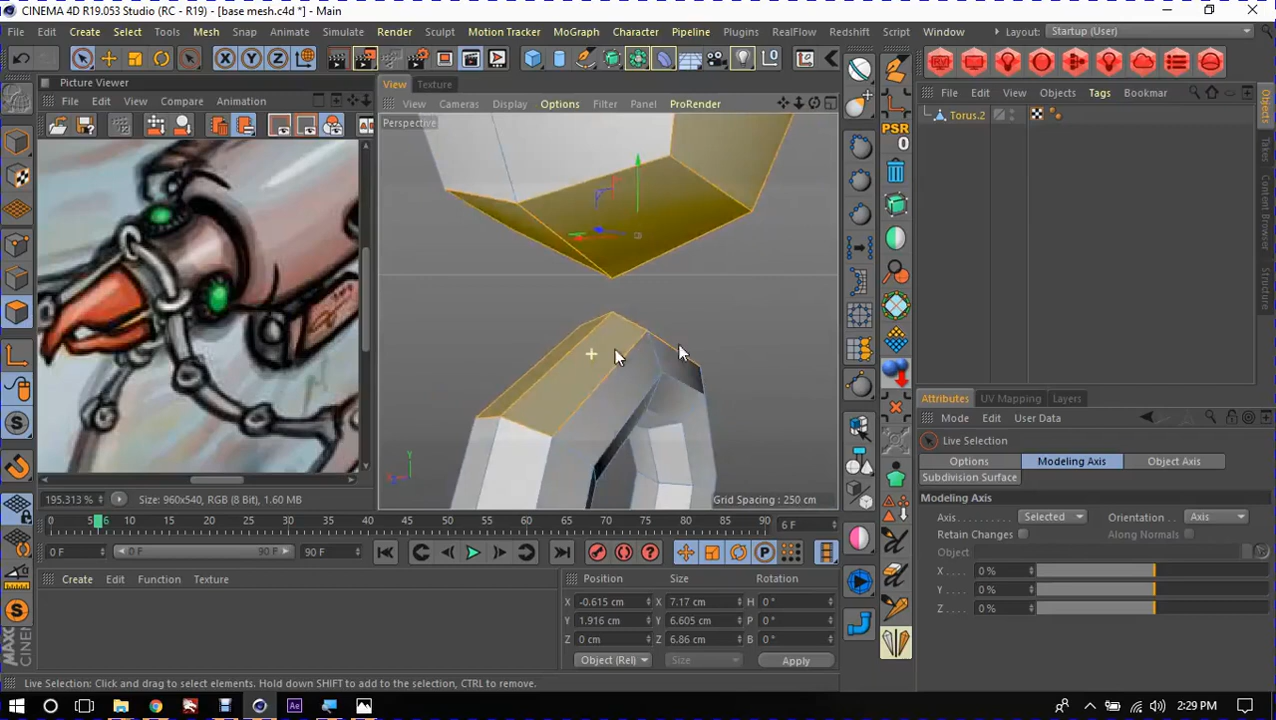 CINEMA 4D R19.053 Studio (RC - R19) - [base mesh.c4d *] - Main
File Edit Create Select Tools Mesh Snap Animate Simulate Render Sculpt Motion Tracker MoGraph Character Pipeline Plugins RealFlow Redshift Script Window Layout: Startup (User)
Picture Viewer
View Texture
File Edit View Compare Animation
View Cameras Display Options Filter Panel ProRender
File Edit View Objects Tags Bookmar
Perspective
Torus.2
PSR
0
Objects
Takes
Content Browser
Structure
Y
X
Grid Spacing : 250 cm
195.313 % Size: 960x540, RGB (8 Bit), 1.60 MB
Attributes UV Mapping Layers
Mode Edit User Data
Live Selection
Options Modeling Axis Object Axis
Subdivision Surface
Modeling Axis
Axis Selected Orientation Axis
Retain Changes Along Normals
Object
X 0 %
Y 0 %
Z 0 %
0 5 6 10 15 20 25 30 35 40 45 50 55 60 65 70 75 80 85 90 6 F
0 F 0 F 90 F 90 F
Create Edit Function Texture
Position Size Rotation
X -0.615 cm X 7.17 cm H 0 °
Y 1.916 cm Y 6.605 cm P 0 °
Z 0 cm Z 6.86 cm B 0 °
Object (Rel) Size Apply
Live Selection: Click and drag to select elements. Hold down SHIFT to add to the selection, CTRL to remove.
2:29 PM